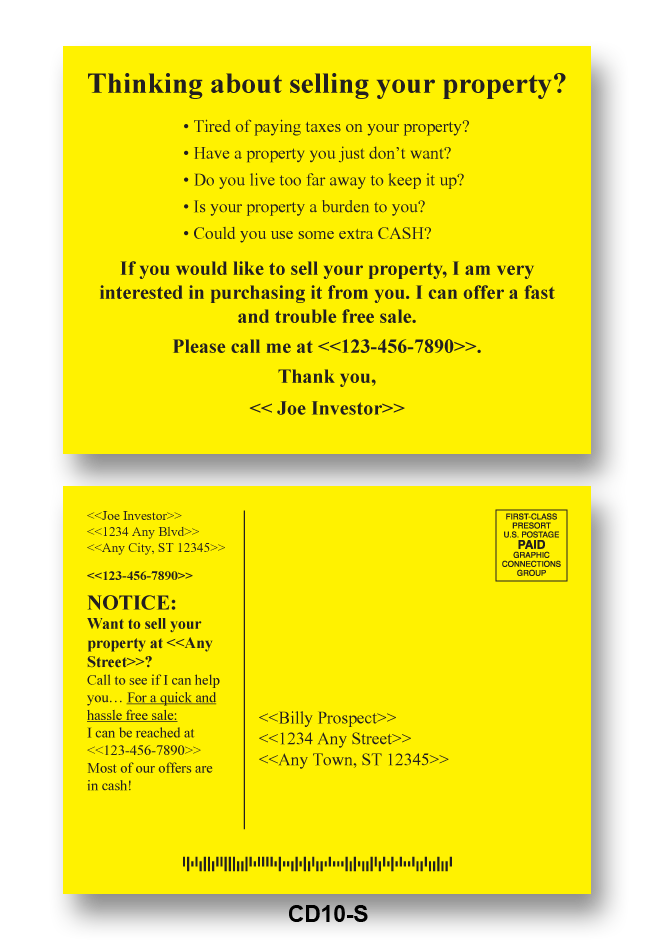 Thinking about selling your property?
• Tired of paying taxes on your property?
• Have a property you just don't want?
• Do you live too far away to keep it up?
• Is your property a burden to you?
• Could you use some extra CASH?
If you would like to sell your property, I am very
interested in purchasing it from you. I can offer a fast
and trouble free sale.
Please call me at <<123-456-7890>>.
Thank you,
<< Joe Investor>>
<<Joe Investor>>
<<1234 Any Blvd>>
<<Any City, ST 12345>>
<<123-456-7890>>
NOTICE:
Want to sell your
property at <<Any
Street>>?
Call to see if I can help
you… For a quick and
hassle free sale:
I can be reached at
<<123-456-7890>>
Most of our offers are
in cash!
FIRST-CLASS
PRESORT
U.S. POSTAGE
PAID
GRAPHIC
CONNECTIONS
GROUP
<<Billy Prospect>>
<<1234 Any Street>>
<<Any Town, ST 12345>>
CD10-S